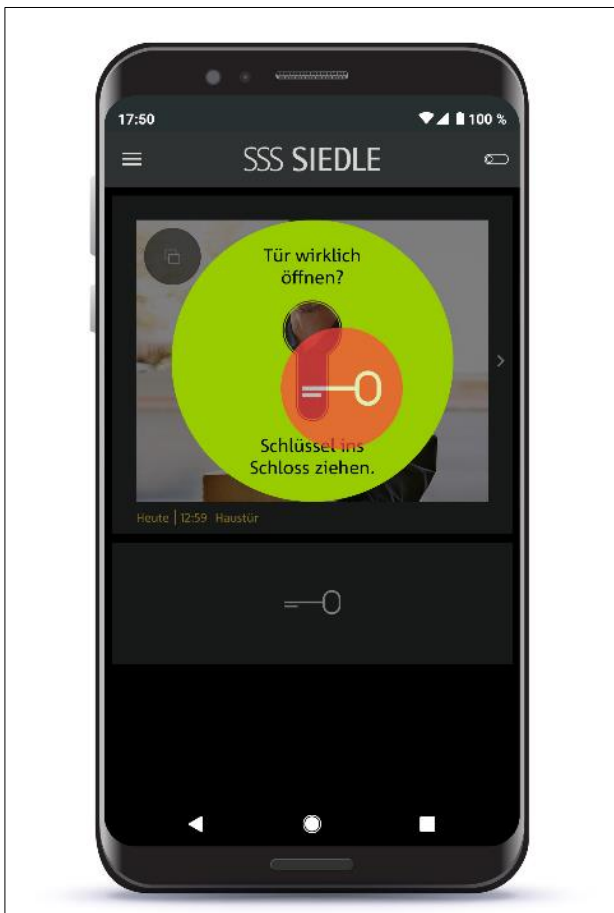 17:50
100 %
SSS SIEDLE
Tür wirklich
öffnen?
Schlüssel ins
Schloss ziehen.
Heute | 12:59 Haustür